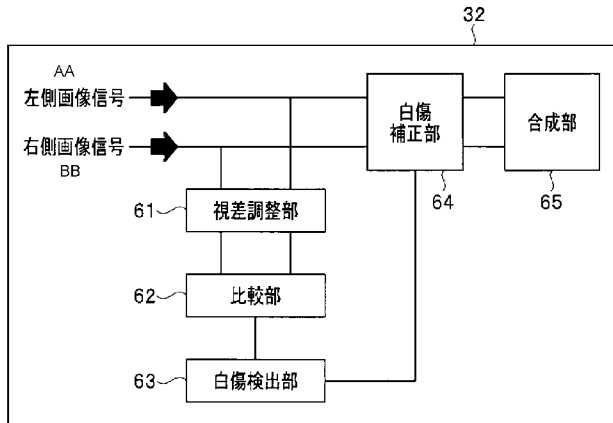 32
AA
左側画像信号
右側画像信号
BB
白傷
補正部
64
合成部
65
61
視差調整部
62
比較部
63
白傷検出部